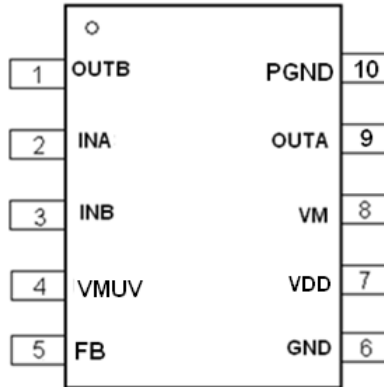 1 OUTB PGND 10
2 INA OUTA 9
3 INB VM 8
4 VMUV VDD 7
5 FB GND 6